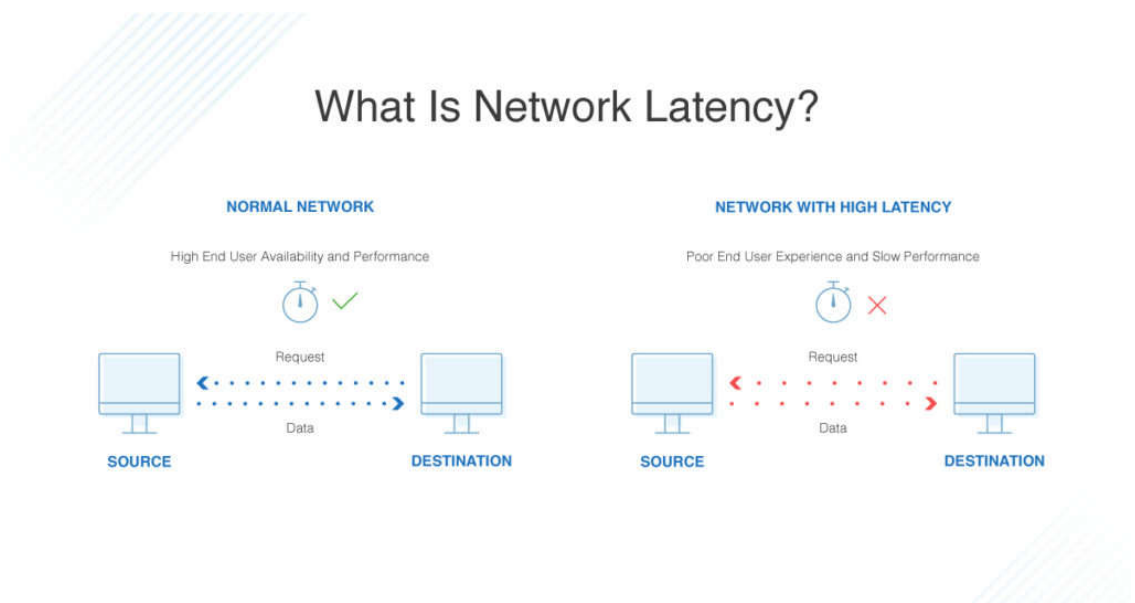 What Is Network Latency?
NORMAL NETWORK
High End User Availability and Performance
Request
Data
SOURCE
DESTINATION
NETWORK WITH HIGH LATENCY
Poor End User Experience and Slow Performance
Request
Data
SOURCE
DESTINATION